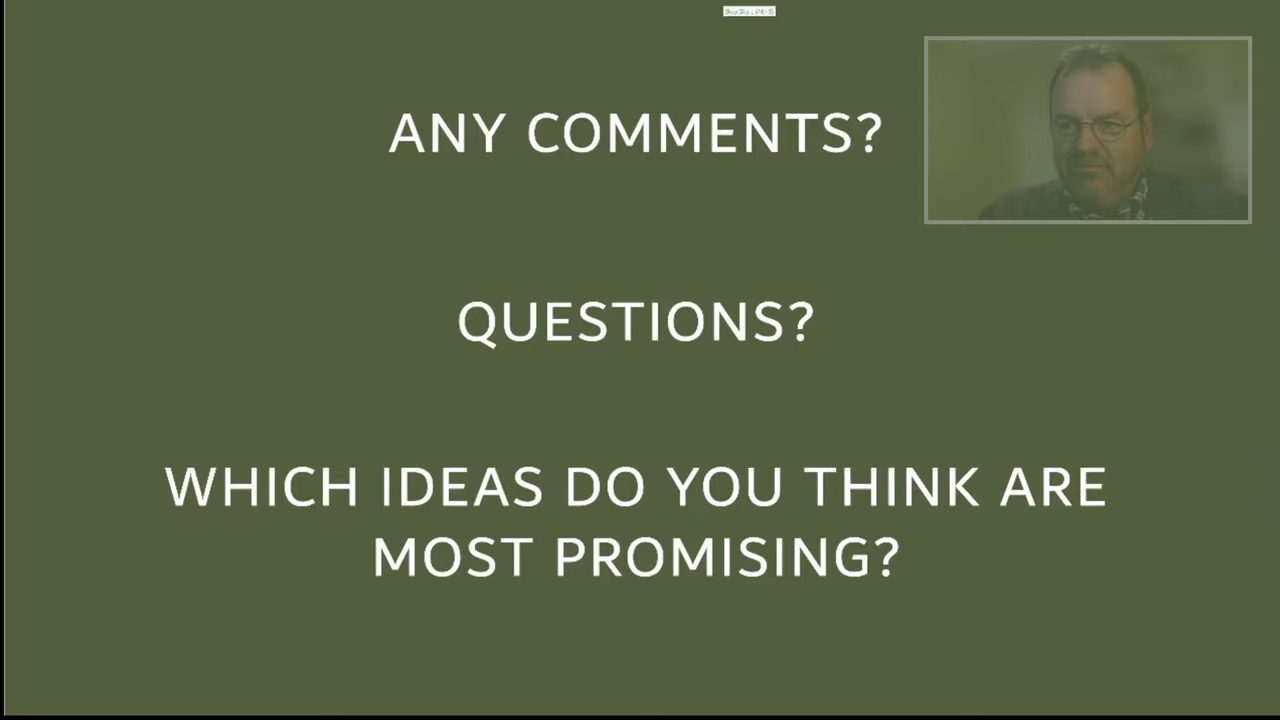 ANY COMMENTS?
QUESTIONS?
WHICH IDEAS DO YOU THINK ARE
MOST PROMISING?